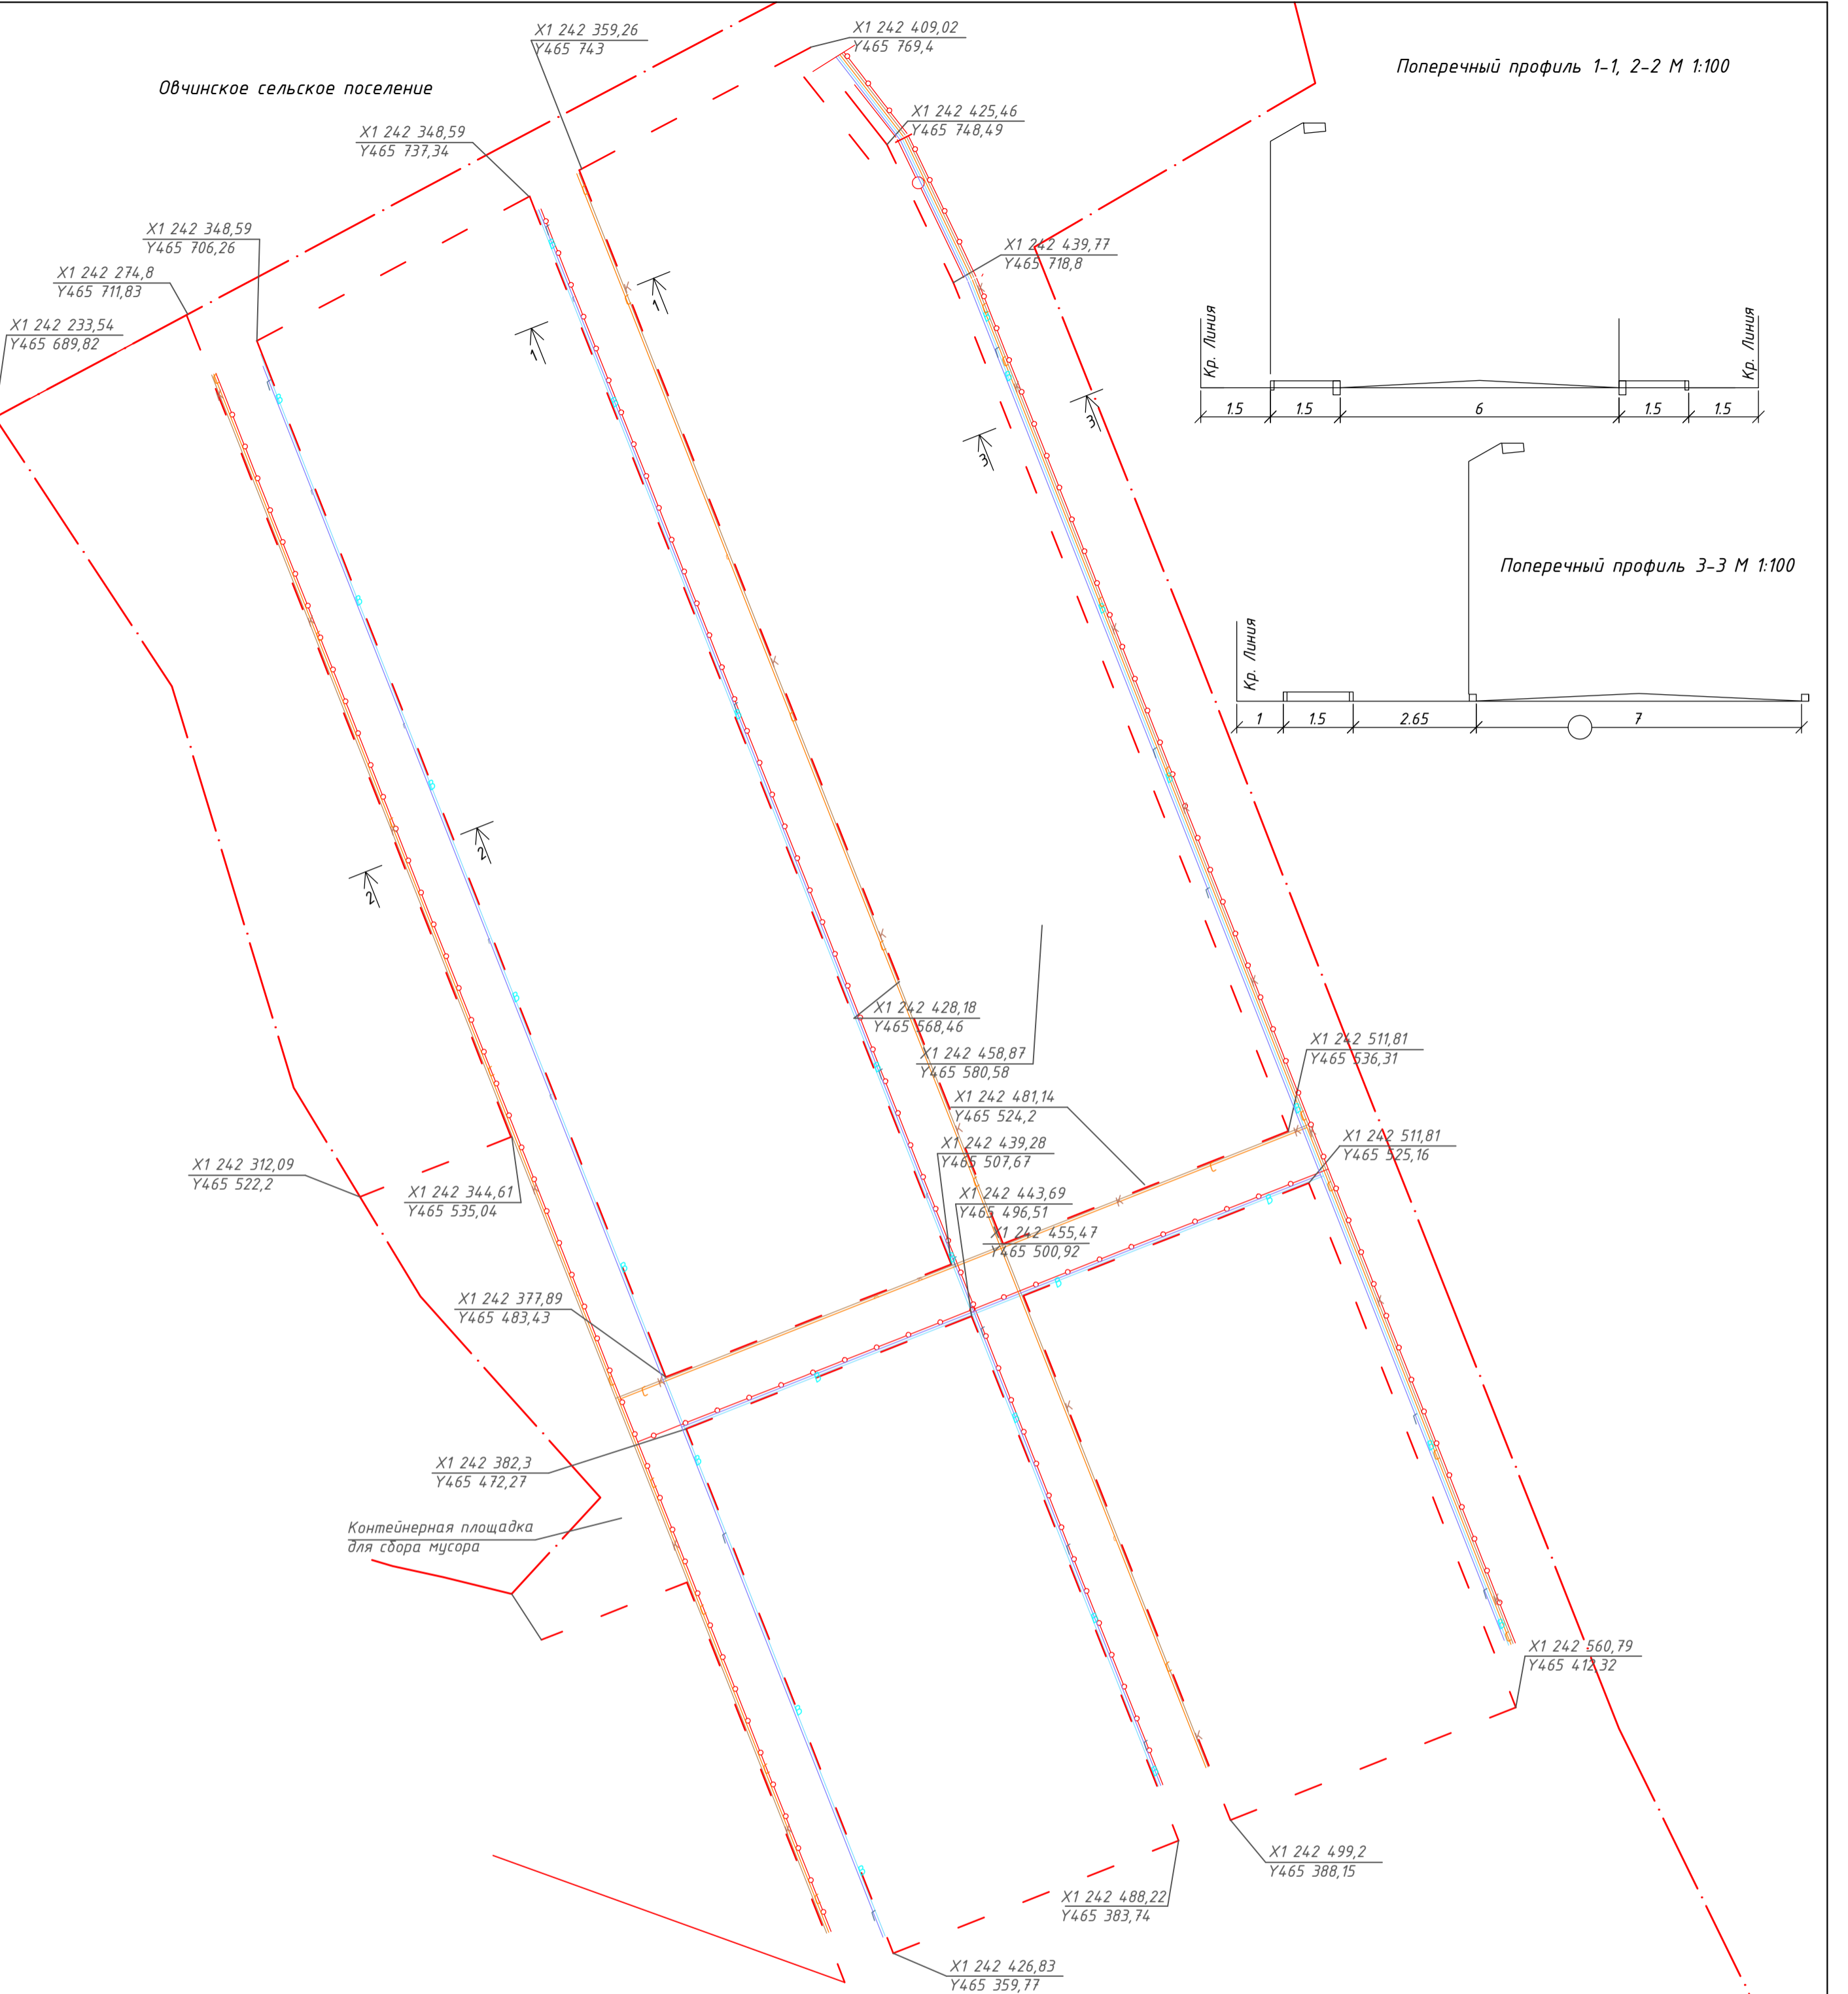 X1 242 359,26
Y465 743
X1 242 409,02
Y465 769,4
Овчинское сельское поселение
Поперечный профиль 1-1, 2-2 М 1:100
X1 242 348,59
Y465 737,34
X1 242 425,46
Y465 748,49
X1 242 348,59
Y465 706,26
X1 242 439,77
Y465 718,8
X1 242 274,8
Y465 711,83
X1 242 233,54
Y465 689,82
1
1
3
3
Кр. Линия
Кр. Линия
1.5
1.5
6
1.5
1.5
Поперечный профиль 3-3 М 1:100
Кр. Линия
1
1.5
2.65
7
2
2
X1 242 428,18
Y465 568,46
X1 242 458,87
Y465 580,58
X1 242 511,81
Y465 536,31
X1 242 481,14
Y465 524,2
X1 242 439,28
Y465 507,67
X1 242 511,81
Y465 525,16
X1 242 312,09
Y465 522,2
X1 242 344,61
Y465 535,04
X1 242 443,69
Y465 496,51
X1 242 455,47
Y465 500,92
X1 242 377,89
Y465 483,43
X1 242 382,3
Y465 472,27
Контейнерная площадка
для сбора мусора
X1 242 560,79
Y465 412,32
X1 242 499,2
Y465 388,15
X1 242 488,22
Y465 383,74
X1 242 426,83
Y465 359,77